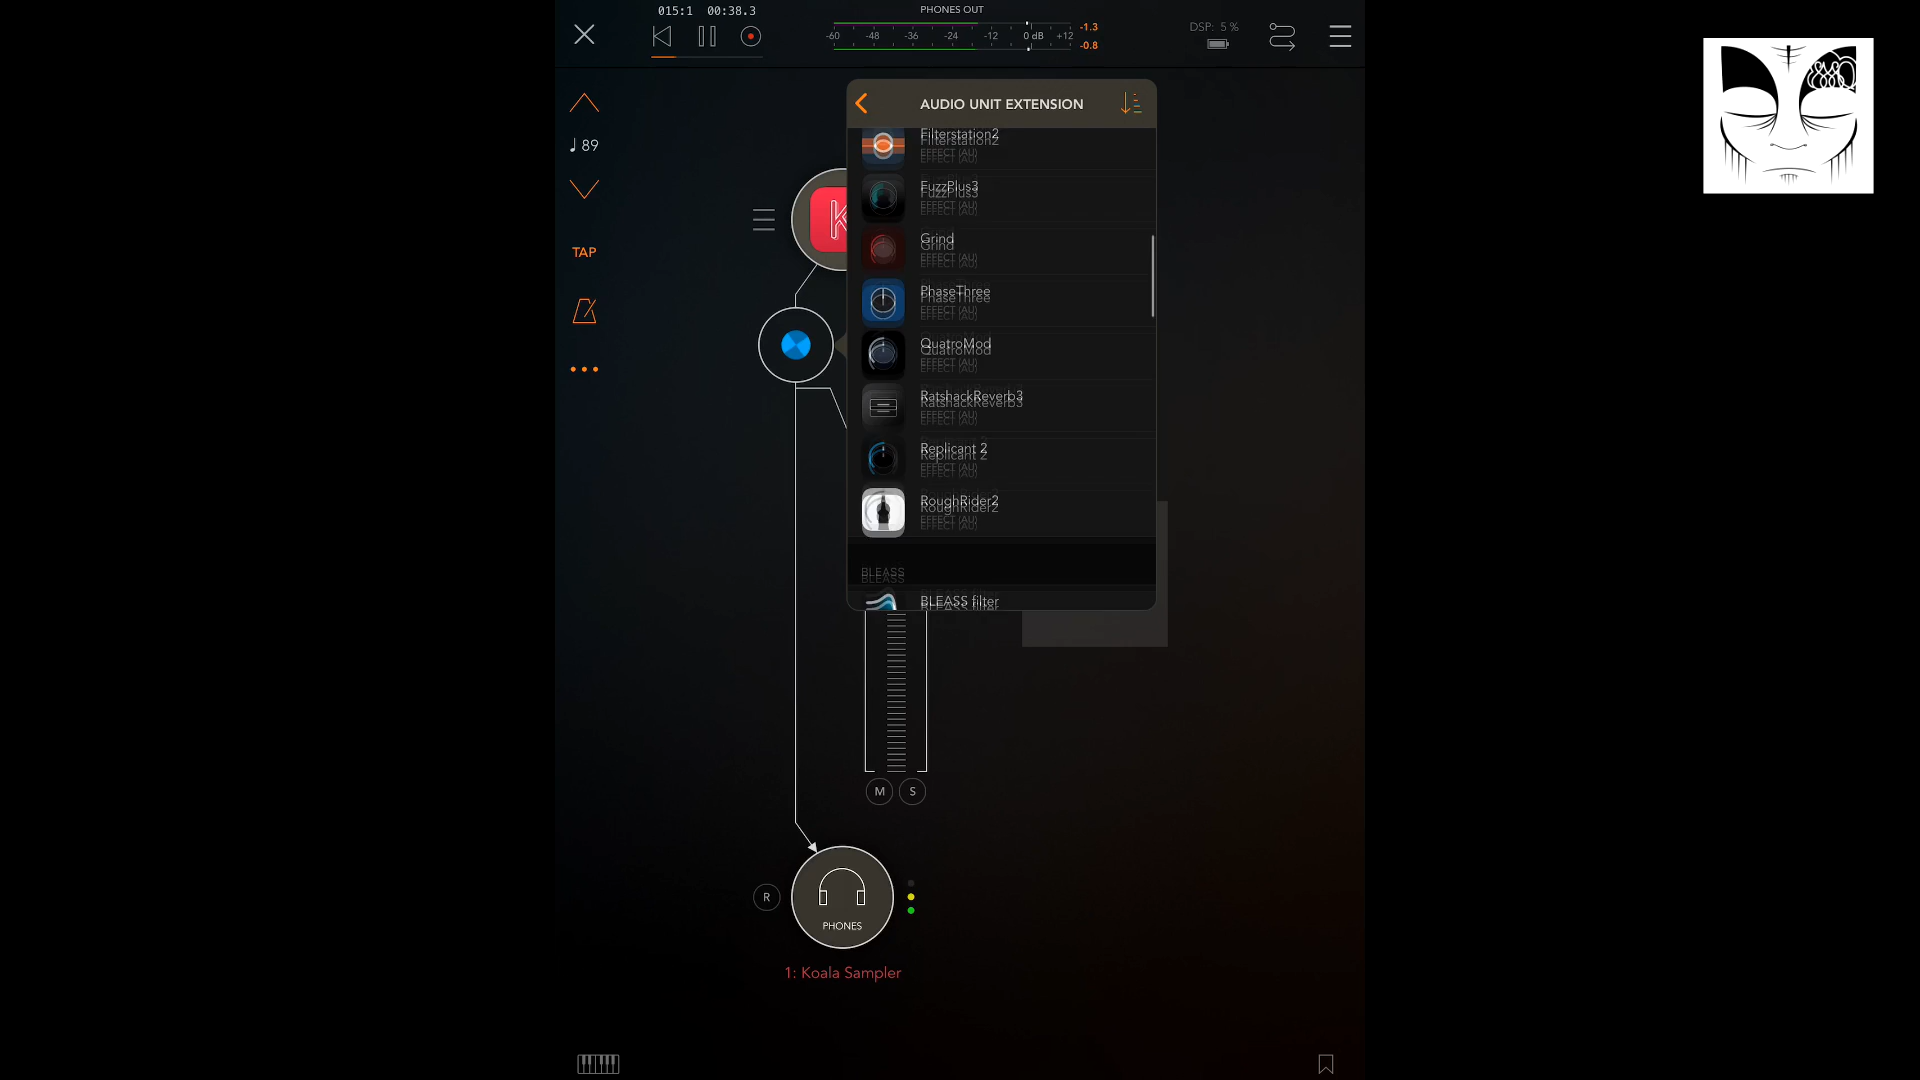 015:1 00:38.3
PHONES OUT
-60 -48 -36 -24 -12 0 dB +12
-1.3
-0.8
DSP: 5 %
♩ 89
TAP
AUDIO UNIT EXTENSION
Filterstation2
EFFECT (AU)
FuzzPlus3
EFFECT (AU)
Grind
EFFECT (AU)
PhaseThree
EFFECT (AU)
QuatroMod
EFFECT (AU)
RatshackReverb3
EFFECT (AU)
Replicant 2
EFFECT (AU)
RoughRider2
EFFECT (AU)
BLEASS
BLEASS filter
K
M S
R
PHONES
1: Koala Sampler